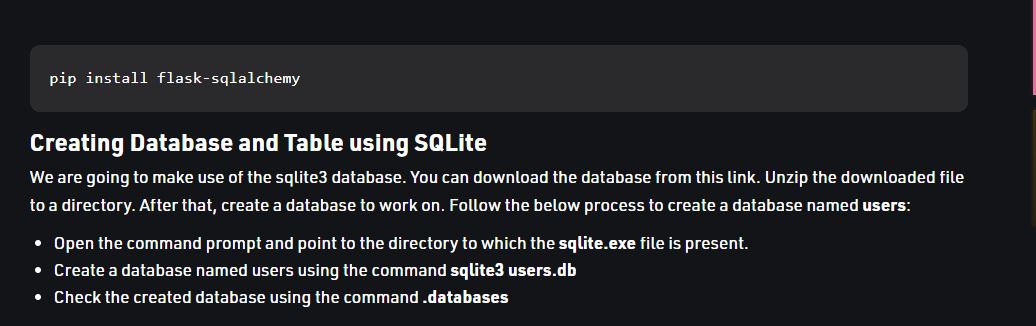 pip install flask-sqlalchemy
Creating Database and Table using SQLite
We are going to make use of the sqlite3 database. You can download the database from this link. Unzip the downloaded file
to a directory. After that, create a database to work on. Follow the below process to create a database named users:
• Open the command prompt and point to the directory to which the sqlite.exe file is present.
• Create a database named users using the command sqlite3 users.db
• Check the created database using the command .databases